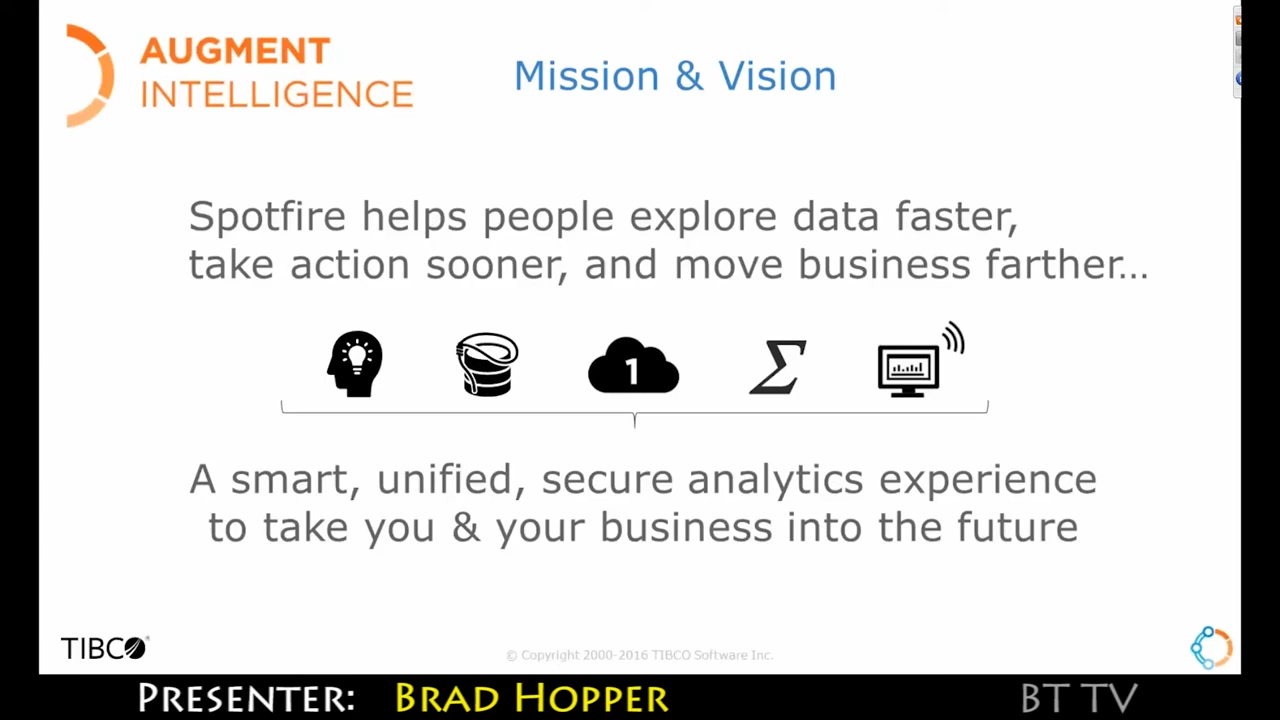 AUGMENT
INTELLIGENCE
Mission & Vision
Spotfire helps people explore data faster,
take action sooner, and move business farther…
1
Σ
A smart, unified, secure analytics experience
to take you & your business into the future
TIBCO®
© Copyright 2000-2016 TIBCO Software Inc.
PRESENTER: BRAD HOPPER
BT TV